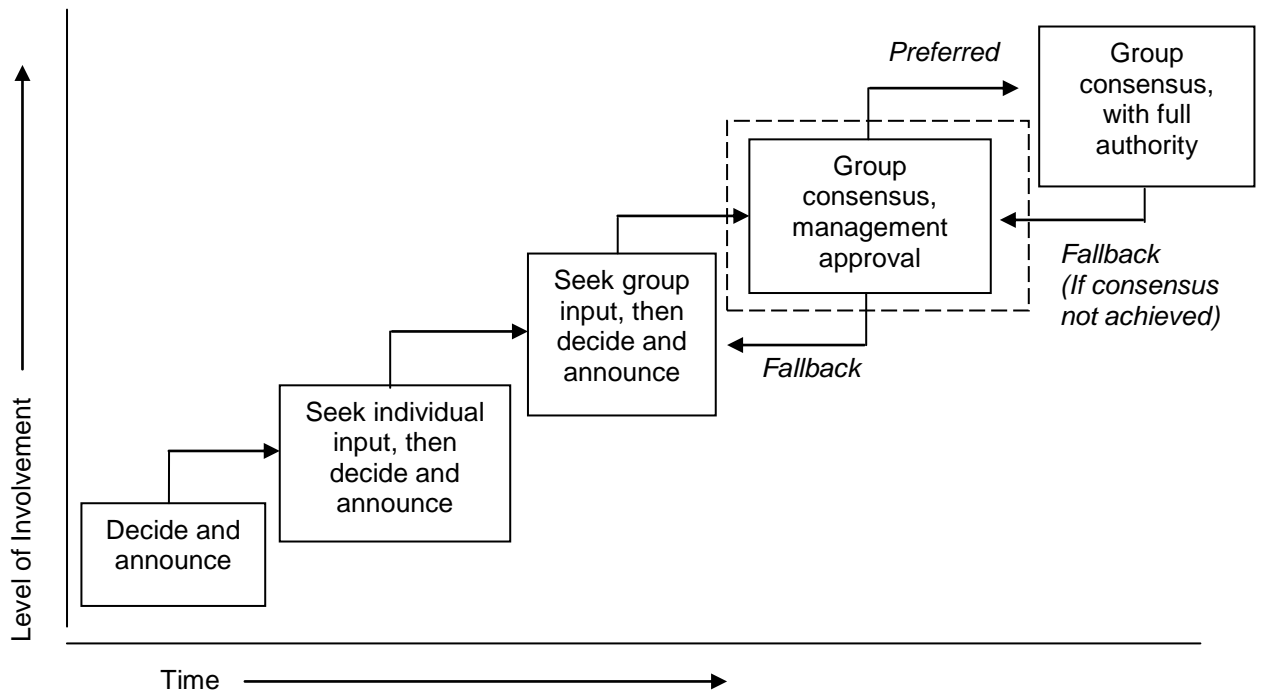 Preferred
Group
consensus,
with full
authority
Group
consensus,
management
approval
Fallback
(If consensus
not achieved)
Seek group
input, then
decide and
announce
Fallback
Seek individual
input, then
decide and
announce
Decide and
announce
Level of Involvement
Time